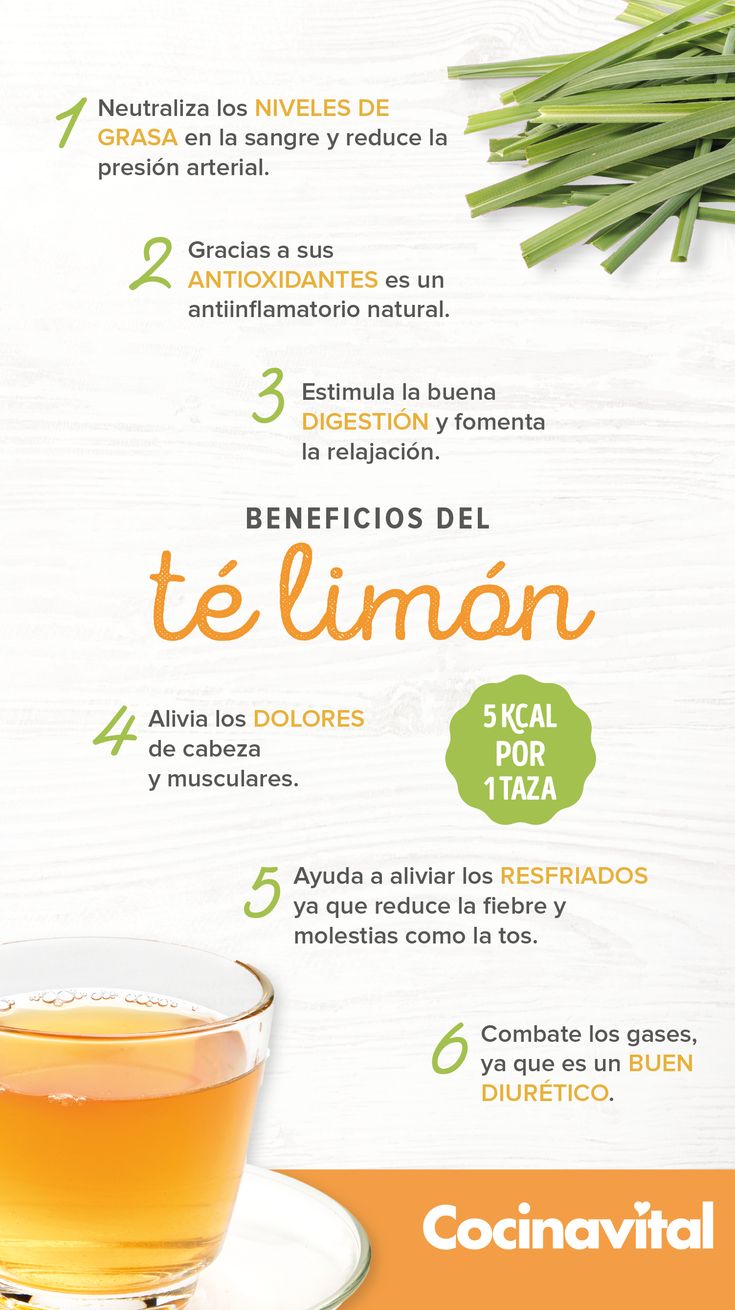 1
Neutraliza los NIVELES DE
GRASA en la sangre y reduce la
presión arterial.
2
Gracias a sus
ANTIOXIDANTES es un
antiinflamatorio natural.
3
Estimula la buena
DIGESTIÓN y fomenta
la relajación.
BENEFICIOS DEL
té limón
4
Alivia los DOLORES
de cabeza
y musculares.
5 KCAL
POR
1 TAZA
5
Ayuda a aliviar los RESFRIADOS
ya que reduce la fiebre y
molestias como la tos.
6
Combate los gases,
ya que es un BUEN
DIURÉTICO.
Cocinavital